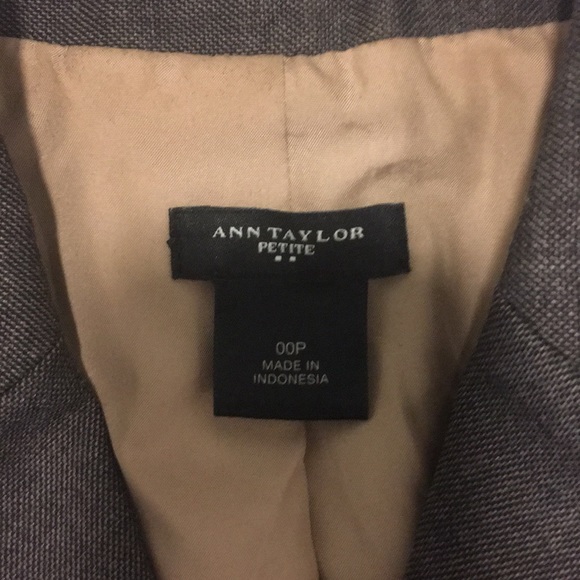 ANN TAYLOR
PETITE
00P
MADE IN
INDONESIA